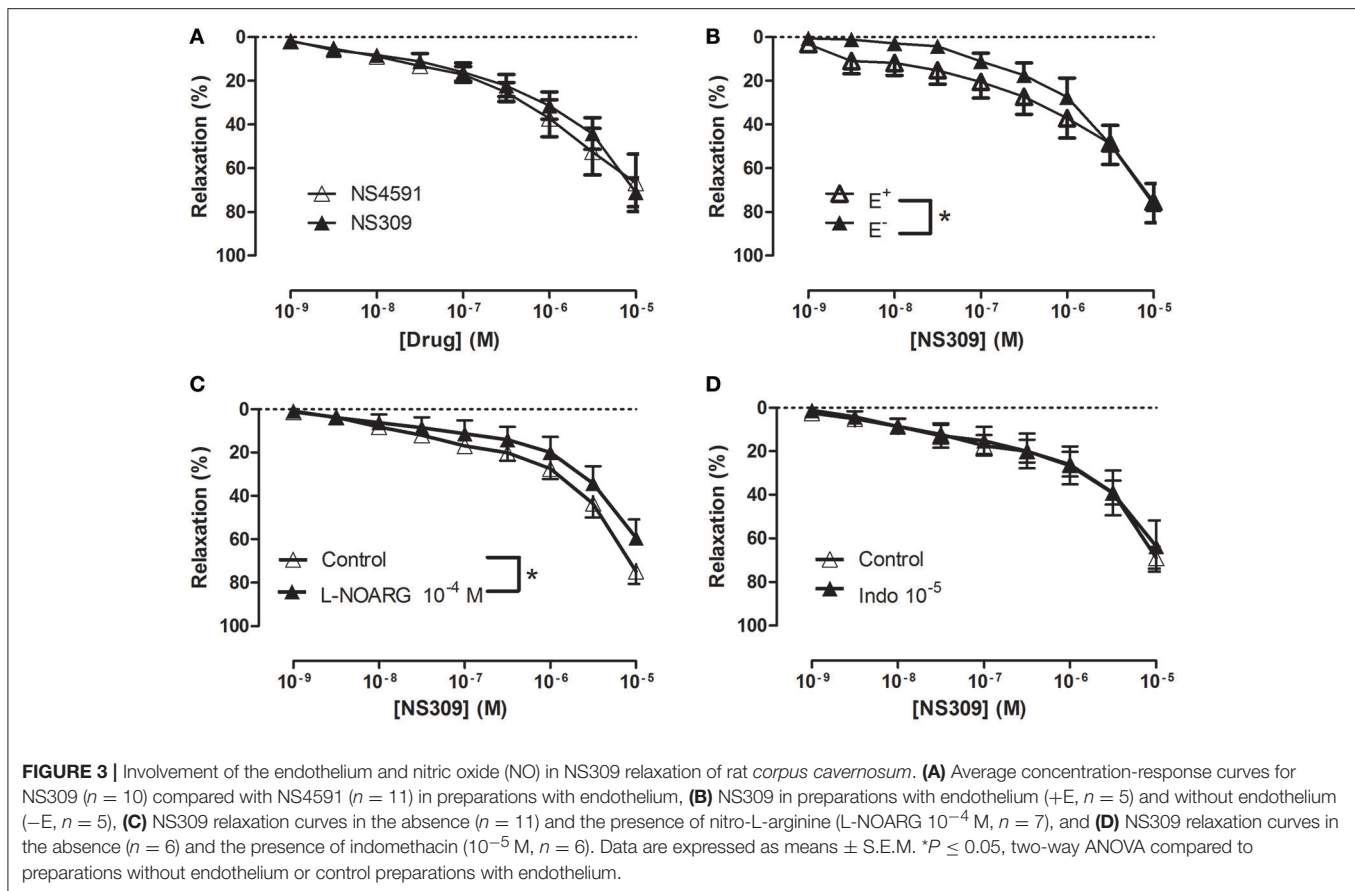 A
0
20
40
60
80
100
Relaxation (%)
NS4591
NS309
10⁻⁹ 10⁻⁸ 10⁻⁷ 10⁻⁶ 10⁻⁵
[Drug] (M)
B
0
20
40
60
80
100
Relaxation (%)
E⁺
E⁻
*
10⁻⁹ 10⁻⁸ 10⁻⁷ 10⁻⁶ 10⁻⁵
[NS309] (M)
C
0
20
40
60
80
100
Relaxation (%)
Control
L-NOARG 10⁻⁴ M
*
10⁻⁹ 10⁻⁸ 10⁻⁷ 10⁻⁶ 10⁻⁵
[NS309] (M)
D
0
20
40
60
80
100
Relaxation (%)
Control
Indo 10⁻⁵
10⁻⁹ 10⁻⁸ 10⁻⁷ 10⁻⁶ 10⁻⁵
[NS309] (M)
FIGURE 3 | Involvement of the endothelium and nitric oxide (NO) in NS309 relaxation of rat corpus cavernosum. (A) Average concentration-response curves for
NS309 (n = 10) compared with NS4591 (n = 11) in preparations with endothelium, (B) NS309 in preparations with endothelium (+E, n = 5) and without endothelium
(−E, n = 5), (C) NS309 relaxation curves in the absence (n = 11) and the presence of nitro-L-arginine (L-NOARG 10⁻⁴ M, n = 7), and (D) NS309 relaxation curves in
the absence (n = 6) and the presence of indomethacin (10⁻⁵ M, n = 6). Data are expressed as means ± S.E.M. *P ≤ 0.05, two-way ANOVA compared to
preparations without endothelium or control preparations with endothelium.